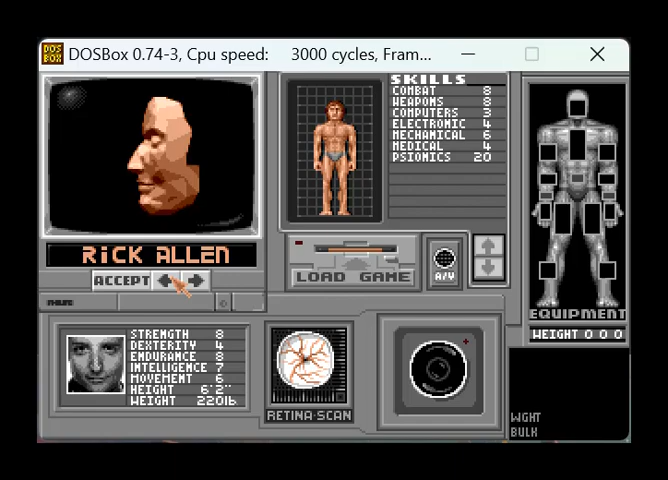 DOS
BOX
DOSBox 0.74-3, Cpu speed: 3000 cycles, Fram...
SKILLS
COMBAT 8
WEAPONS 8
COMPUTERS 3
ELECTRONIC 4
MECHANICAL 6
MEDICAL 4
PSIONICS 20
RICK ALLEN
ACCEPT
LOAD GAME
A/V
EQUIPMENT
WEIGHT 0 0 0
STRENGTH 8
DEXTERITY 4
ENDURANCE 8
INTELLIGENCE 7
MOVEMENT 6
HEIGHT 6'2"
WEIGHT 220lb
RETINA-SCAN
WGHT
BULK